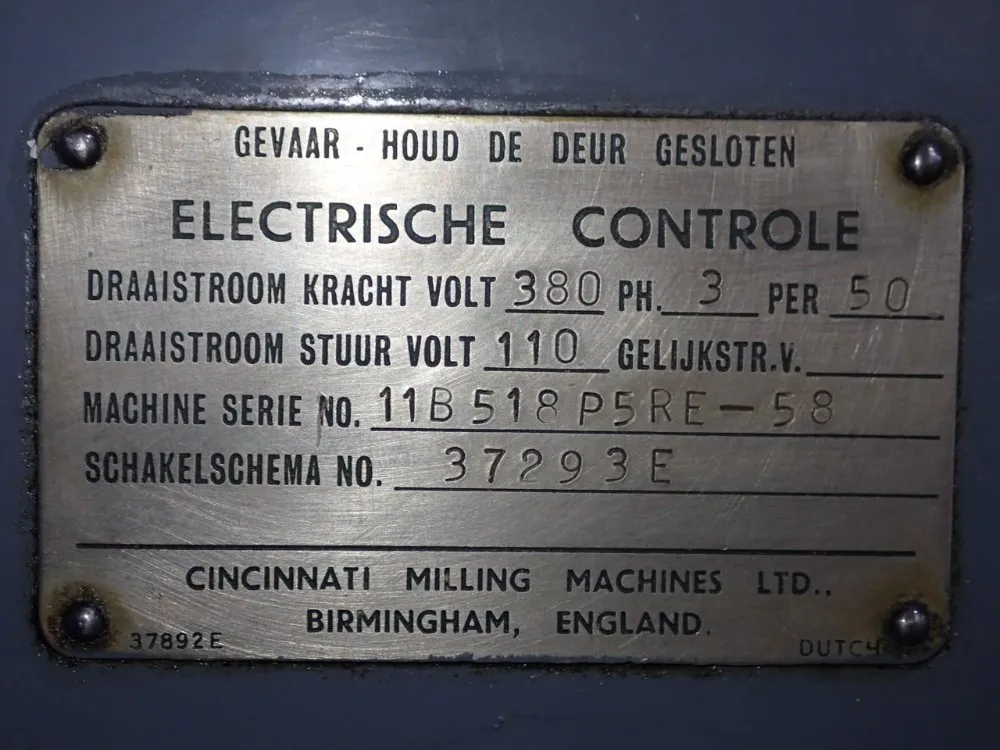 GEVAAR - HOUD DE DEUR GESLOTEN
ELECTRISCHE CONTROLE
DRAAISTROOM KRACHT VOLT 380 PH. 3 PER 50
DRAAISTROOM STUUR VOLT 110 GELIJKSTR.V.
MACHINE SERIE NO. 11B518P5RE-58
SCHAKELSCHEMA NO. 37293E
CINCINNATI MILLING MACHINES LTD.,
BIRMINGHAM, ENGLAND.
37892E DUTCH